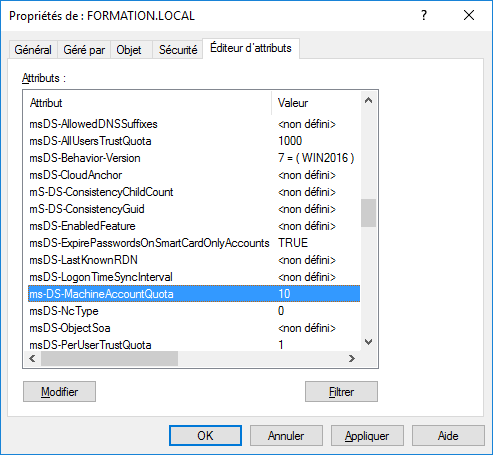 Propriétés de : FORMATION.LOCAL ? ×
Général Géré par Objet Sécurité Éditeur d'attributs
Attributs :
Attribut Valeur
msDS-AllowedDNSSuffixes <non défini>
msDS-AllUsersTrustQuota 1000
msDS-Behavior-Version 7 = ( WIN2016 )
msDS-CloudAnchor <non défini>
mS-DS-ConsistencyChildCount <non défini>
mS-DS-ConsistencyGuid <non défini>
msDS-EnabledFeature <non défini>
msDS-ExpirePasswordsOnSmartCardOnlyAccounts TRUE
msDS-LastKnownRDN <non défini>
msDS-LogonTimeSyncInterval <non défini>
ms-DS-MachineAccountQuota 10
msDS-NcType 0
msDS-ObjectSoa <non défini>
msDS-PerUserTrustQuota 1
Modifier Filtrer
OK Annuler Appliquer Aide